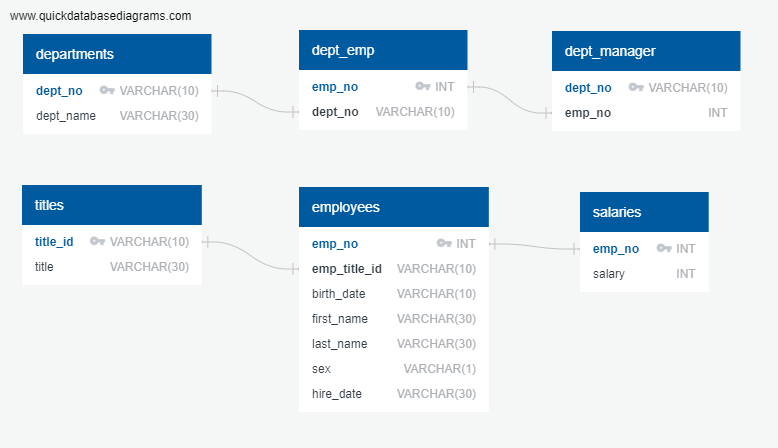 www.quickdatabasediagrams.com
departments
dept_no VARCHAR(10)
dept_name VARCHAR(30)
dept_emp
emp_no INT
dept_no VARCHAR(10)
dept_manager
dept_no VARCHAR(10)
emp_no INT
titles
title_id VARCHAR(10)
title VARCHAR(30)
employees
emp_no INT
emp_title_id VARCHAR(10)
birth_date VARCHAR(10)
first_name VARCHAR(30)
last_name VARCHAR(30)
sex VARCHAR(1)
hire_date VARCHAR(30)
salaries
emp_no INT
salary INT